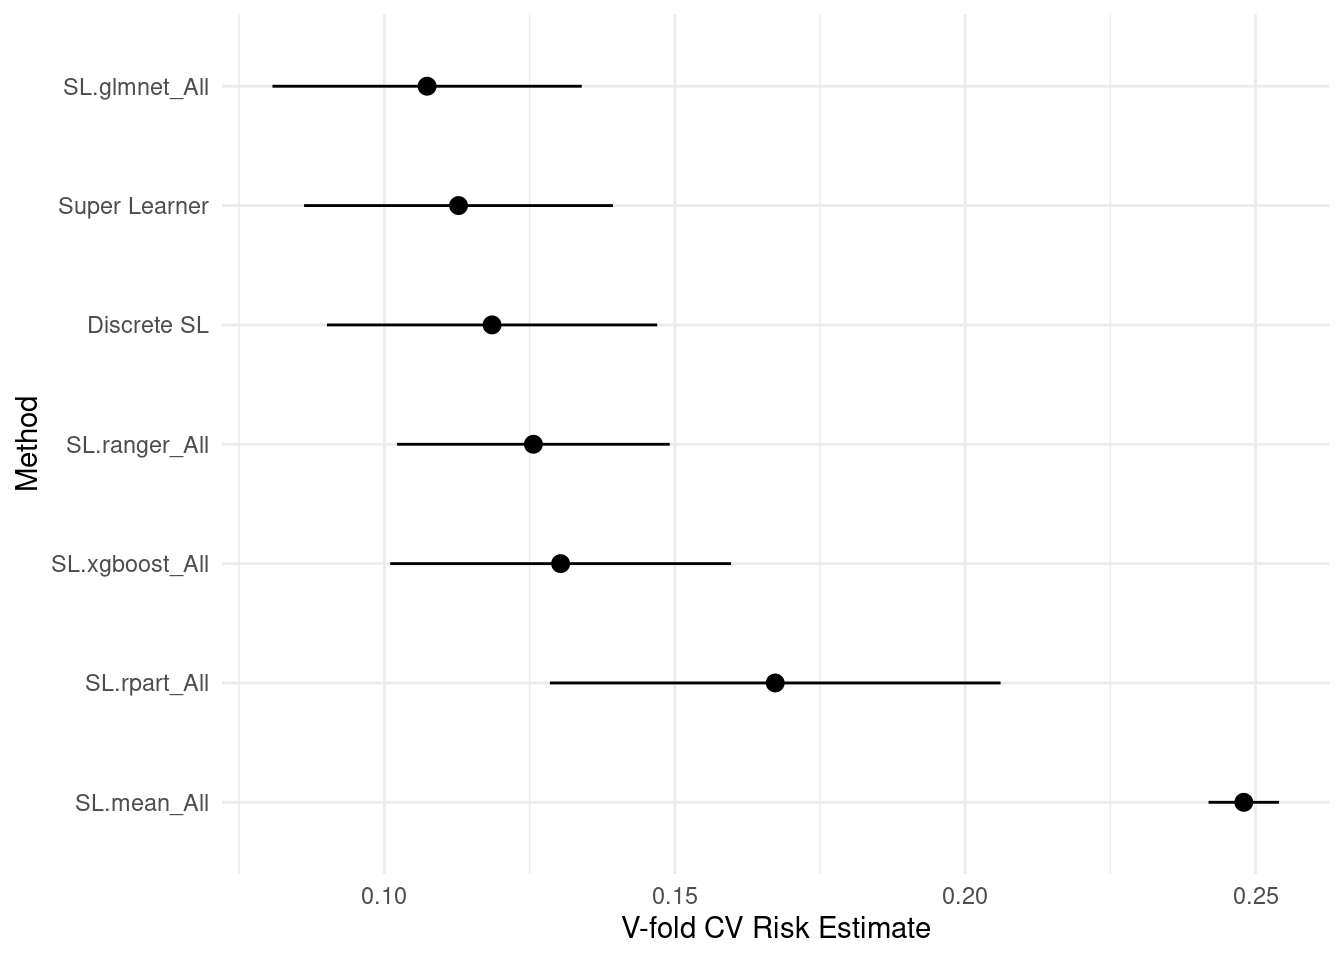 SL.glmnet_All
Super Learner
Discrete SL
SL.ranger_All
SL.xgboost_All
SL.rpart_All
SL.mean_All
Method
0.10 0.15 0.20 0.25
V-fold CV Risk Estimate